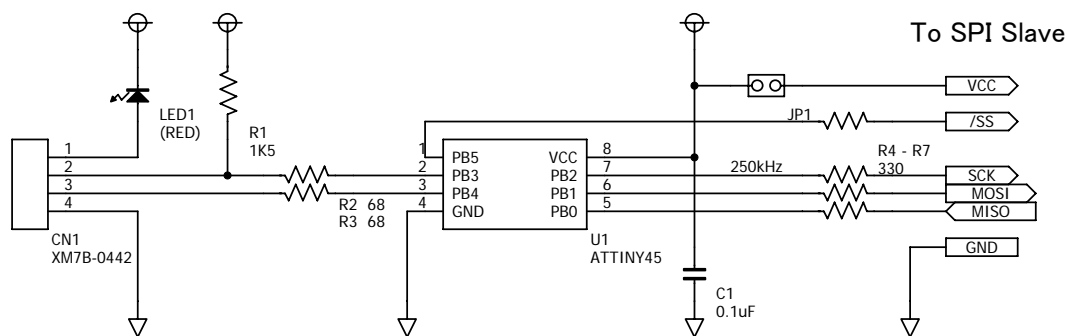 To SPI Slave
VCC
LED1
(RED)
JP1
/SS
R1
1K5
1
2
3
4
1
2
3
4
PB5
PB3
PB4
GND
VCC
PB2
PB1
PB0
8
7
6
5
250kHz
R4 - R7
330
SCK
MOSI
MISO
R2 68
R3 68
CN1
XM7B-0442
U1
ATTINY45
GND
C1
0.1uF